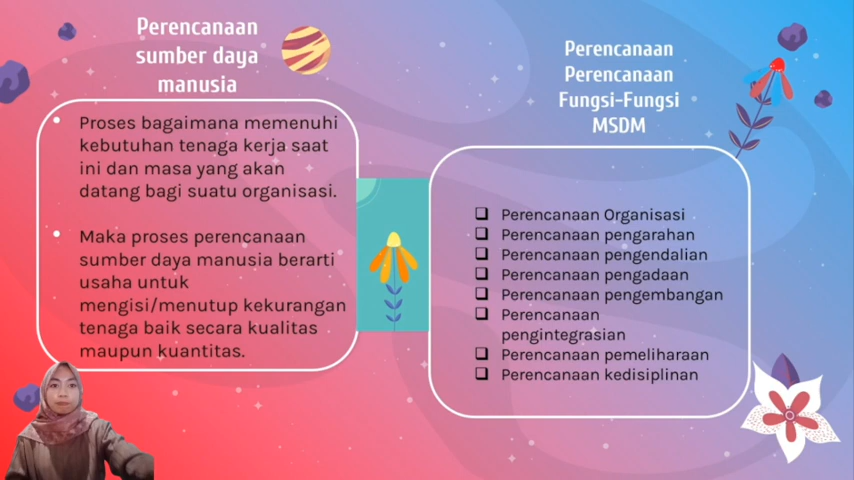 Perencanaan
sumber daya
manusia
Proses bagaimana memenuhi
kebutuhan tenaga kerja saat
ini dan masa yang akan
datang bagi suatu organisasi.
Maka proses perencanaan
sumber daya manusia berarti
usaha untuk
mengisi/menutup kekurangan
tenaga baik secara kualitas
maupun kuantitas.
Perencanaan
Perencanaan
Fungsi-Fungsi
MSDM
Perencanaan Organisasi
Perencanaan pengarahan
Perencanaan pengendalian
Perencanaan pengadaan
Perencanaan pengembangan
Perencanaan
pengintegrasian
Perencanaan pemeliharaan
Perencanaan kedisiplinan